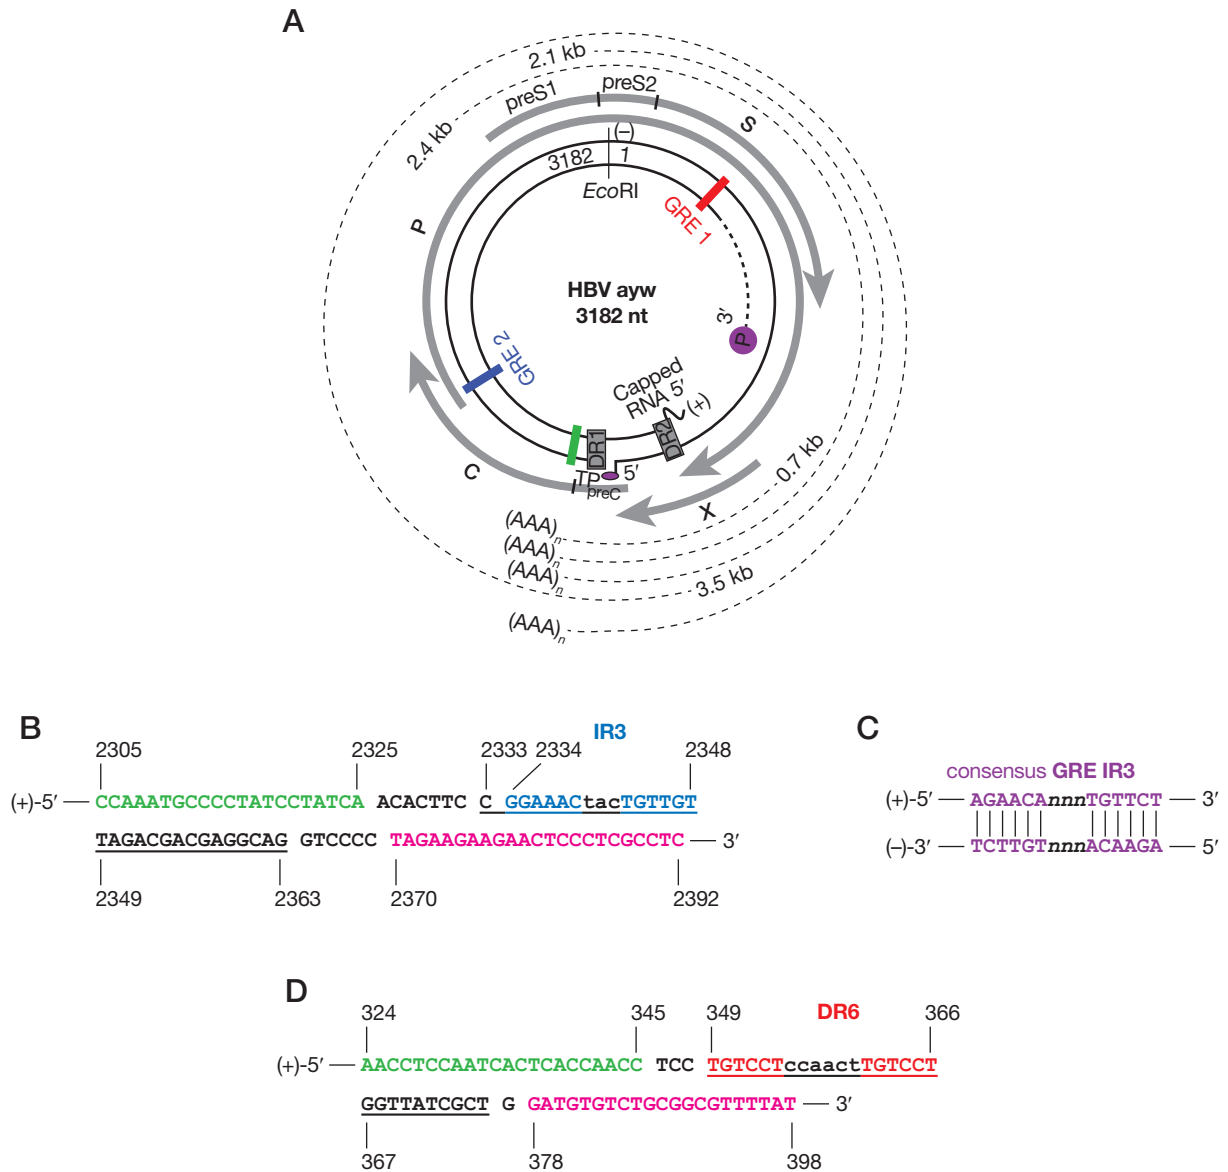 A
2.1 kb
preS1
preS2
S
2.4 kb
(–)
3182
1
EcoRI
GRE 1
P
HBV ayw
3182 nt
3′
P
GRE 2
Capped
RNA 5′
(+)
DR1
DR2
TP
5′
preC
C
X
0.7 kb
(AAA)n
(AAA)n
(AAA)n
3.5 kb
(AAA)n
B
IR3
2305
2325
2333
2334
2348
(+)-5′
CCAAATGCCCCTATCCTATCA ACACTTC C GGAAACtacTGTTGT
TAGACGACGAGGCAG GTCCCC TAGAAGAAGAACTCCCTCGCCTC
3′
2349
2363
2370
2392
C
consensus GRE IR3
(+)-5′ AGAACAnnnTGTTCT 3′
(–)-3′ TCTTGTnnnACAAGA 5′
D
324
345
349
DR6
366
(+)-5′
AACCTCCAATCACTCACCAACC TCC TGTCCTccaactTGTCCT
GGTTATCGCT G GATGTGTCTGCGGCGTTTTAT
3′
367
378
398